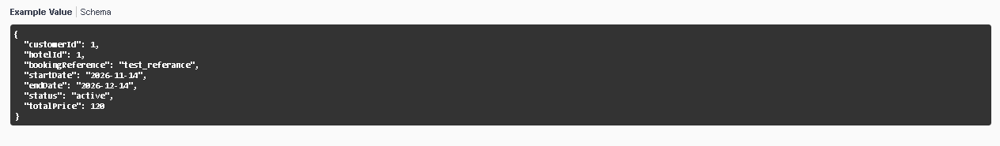 Example Value Schema
{
"customerId": 1,
"hotelId": 1,
"bookingReference": "test_referance",
"startDate": "2026-11-14",
"endDate": "2026-12-14",
"status": "active",
"totalPrice": 120
}